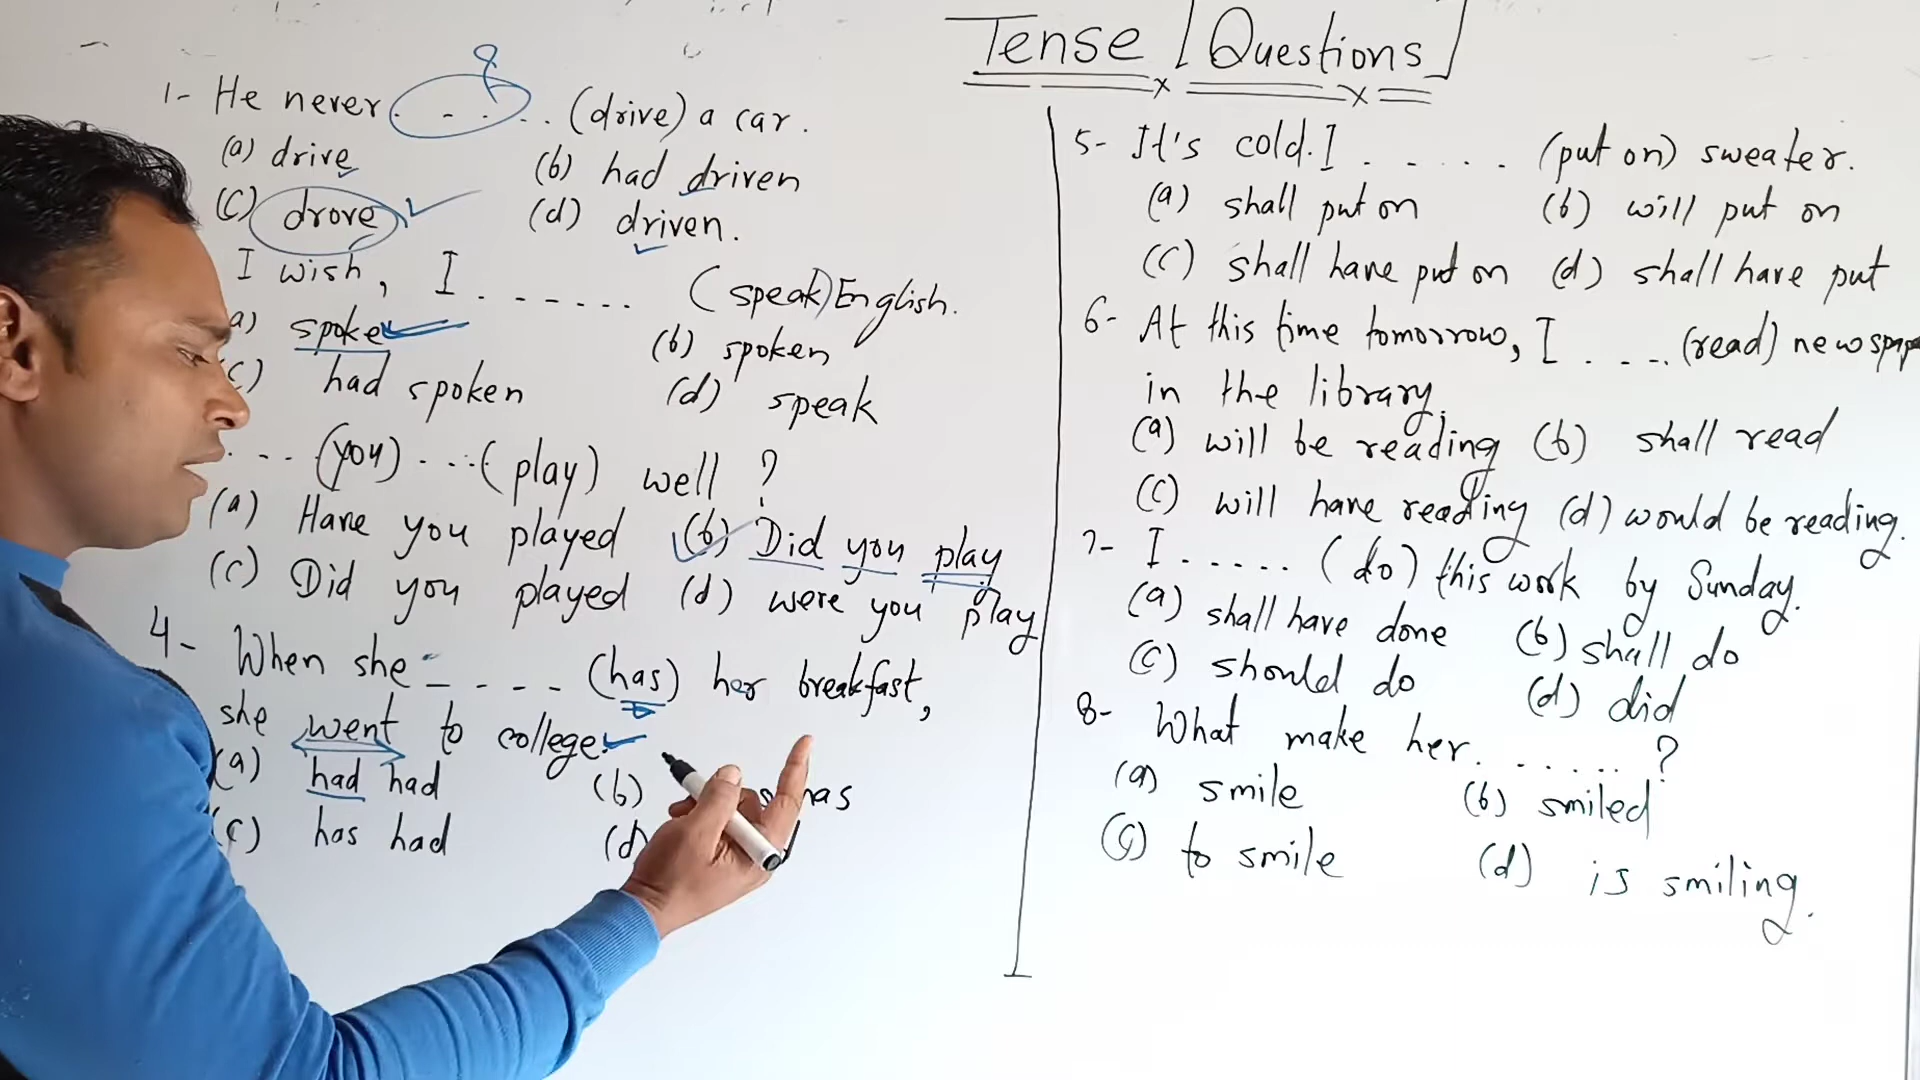 Tense [Questions]
1- He never . - . - .. (drive) a car.
(a) drive (b) had driven
(c) drove (d) driven.
I wish, I . - - - - .. (speak) English.
a) spoke (b) spoken
(c) had spoken (d) speak
. - - - (you) . - - . (play) well ?
(a) Have you played (b) Did you play
(c) Did you played (d) were you play
4- When she - - - - - (has) her breakfast,
she went to college.
(a) had had (b) has
(c) has had (d)
5- It's cold. I . - - - - . (put on) sweater.
(a) shall put on (b) will put on
(c) shall have put on (d) shall have put
6- At this time tomorrow, I . - - -. (read)
in the library.
(a) will be reading (b) shall read
(c) will have reading (d) would be reading.
7- I . - - - - . . (do) this work by Sunday.
(a) shall have done (b) shall do
(c) should do (d) did
8- What make her. . - . - . . . ?
(a) smile (b) smiled
(c) to smile (d) is smiling.